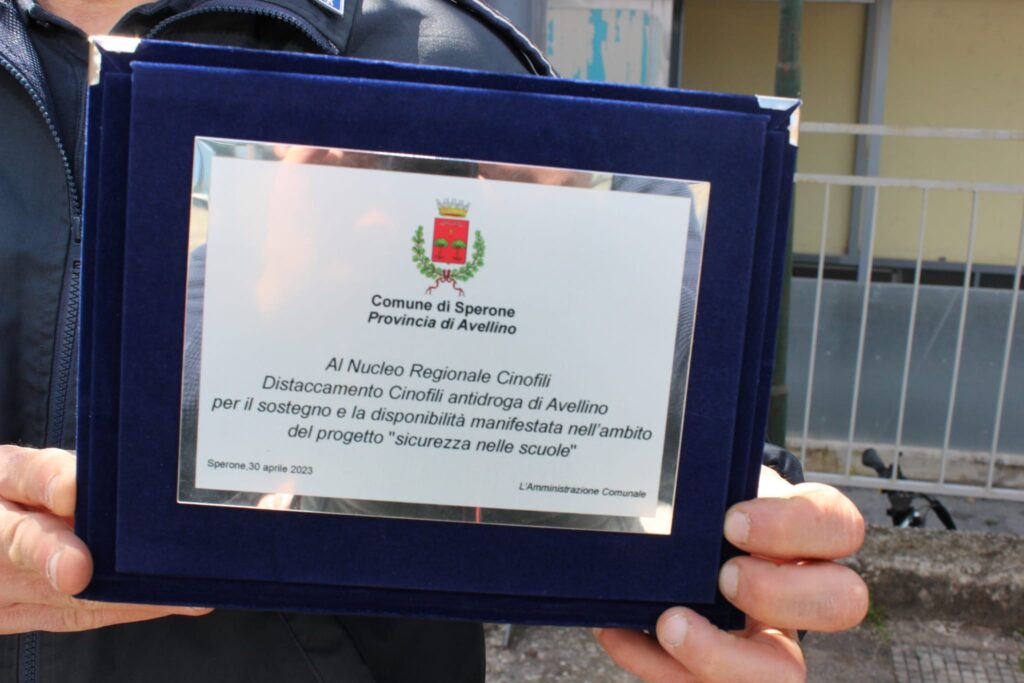 Comune di Sperone
Provincia di Avellino
Al Nucleo Regionale Cinofili
Distaccamento Cinofili antidroga di Avellino
per il sostegno e la disponibilità manifestata nell'ambito
del progetto "sicurezza nelle scuole"
Sperone,30 aprile 2023
L'Amministrazione Comunale